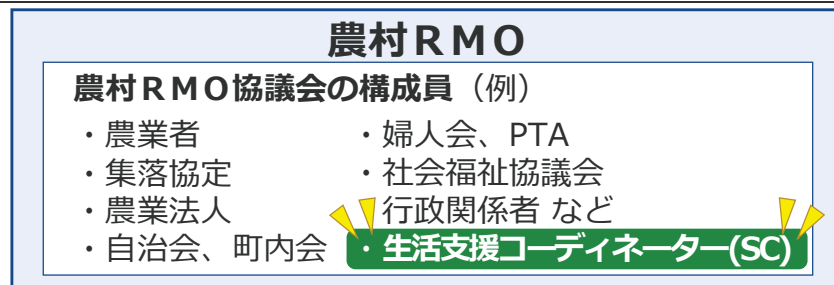 農村ＲＭＯ
農村ＲＭＯ協議会の構成員（例）
・農業者
・集落協定
・農業法人
・自治会、町内会
・婦人会、PTA
・社会福祉協議会
・行政関係者 など
・生活支援コーディネーター(SC)